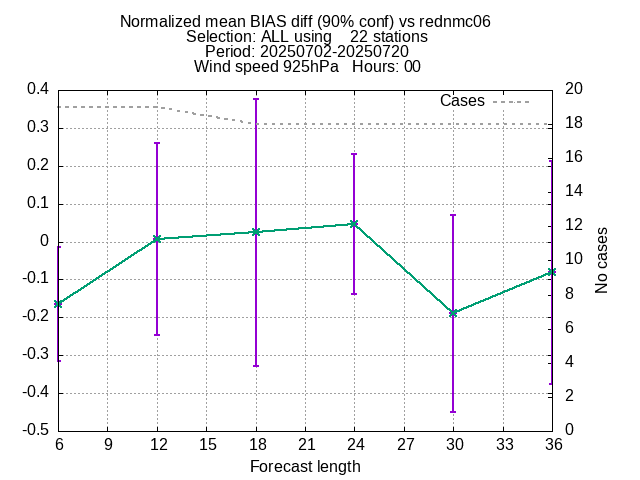 Normalized mean BIAS diff (90% conf) vs rednmc06
Selection: ALL using    22 stations
Period: 20250702-20250720
Wind speed 925hPa   Hours: 00
Cases
0.4
0.3
0.2
0.1
0
-0.1
-0.2
-0.3
-0.4
-0.5
20
18
16
14
12
10
8
6
4
2
0
No cases
6 9 12 15 18 21 24 27 30 33 36
Forecast length